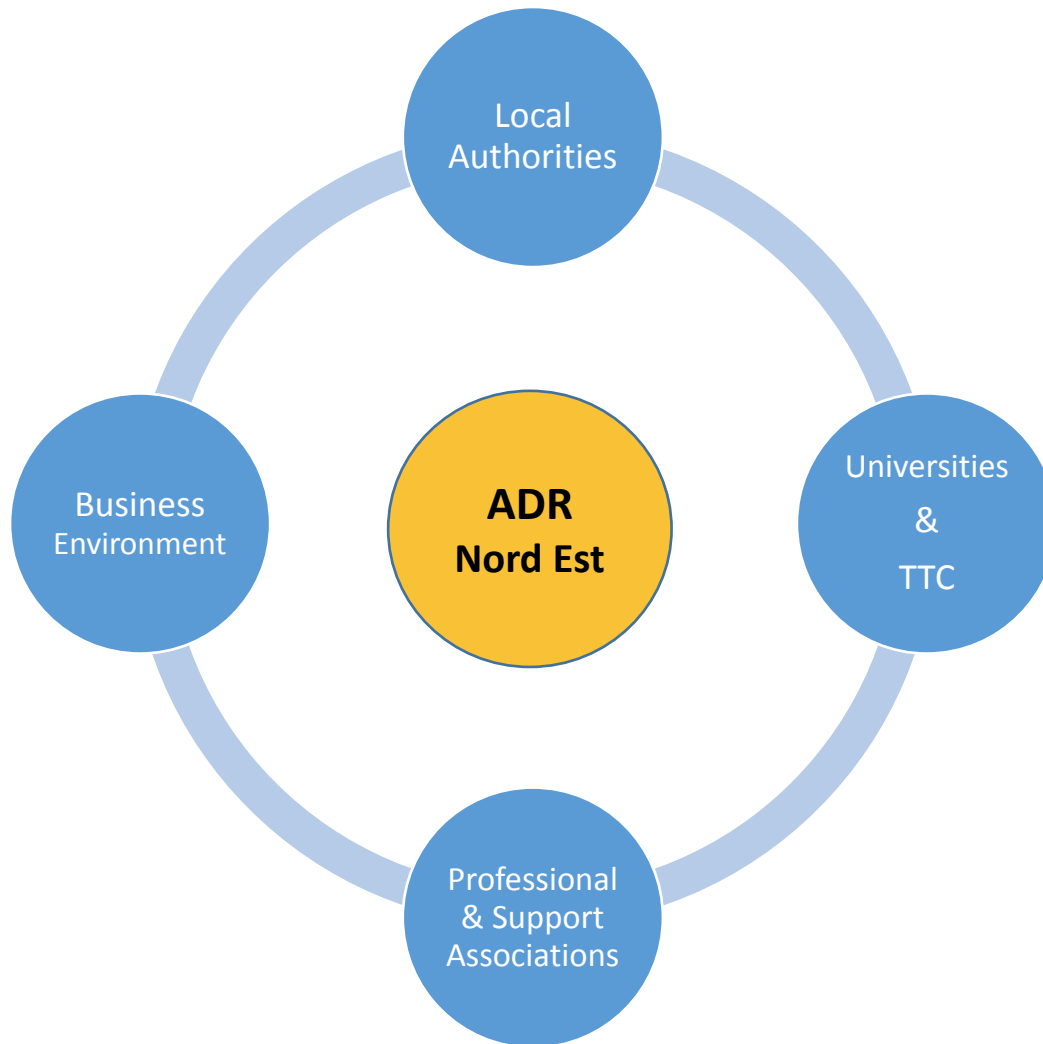 Local
Authorities
Business
Environment
ADR
Nord Est
Universities
&
TTC
Professional
& Support
Associations